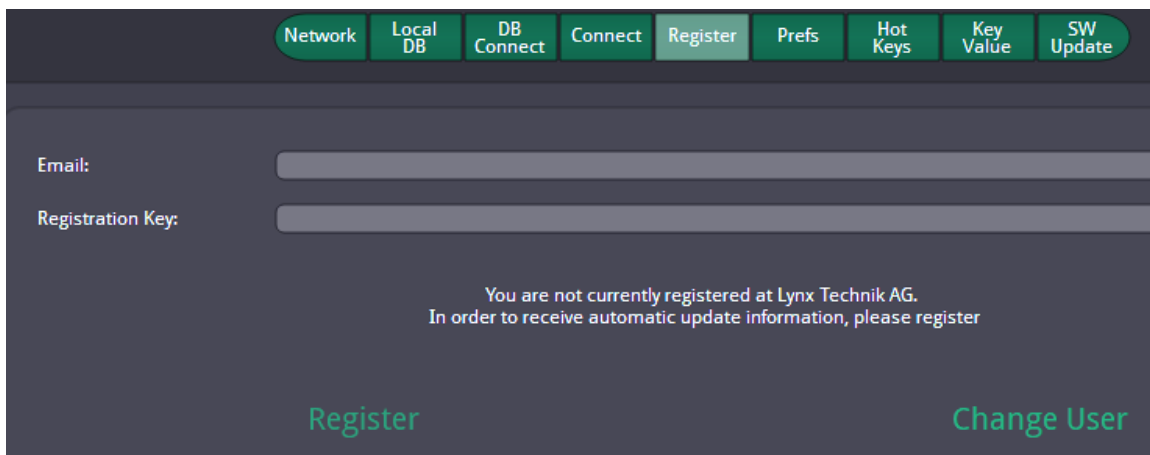 Network
Local
DB
DB
Connect
Connect
Register
Prefs
Hot
Keys
Key
Value
SW
Update
Email:
Registration Key:
You are not currently registered at Lynx Technik AG.
In order to receive automatic update information, please register
Register
Change User